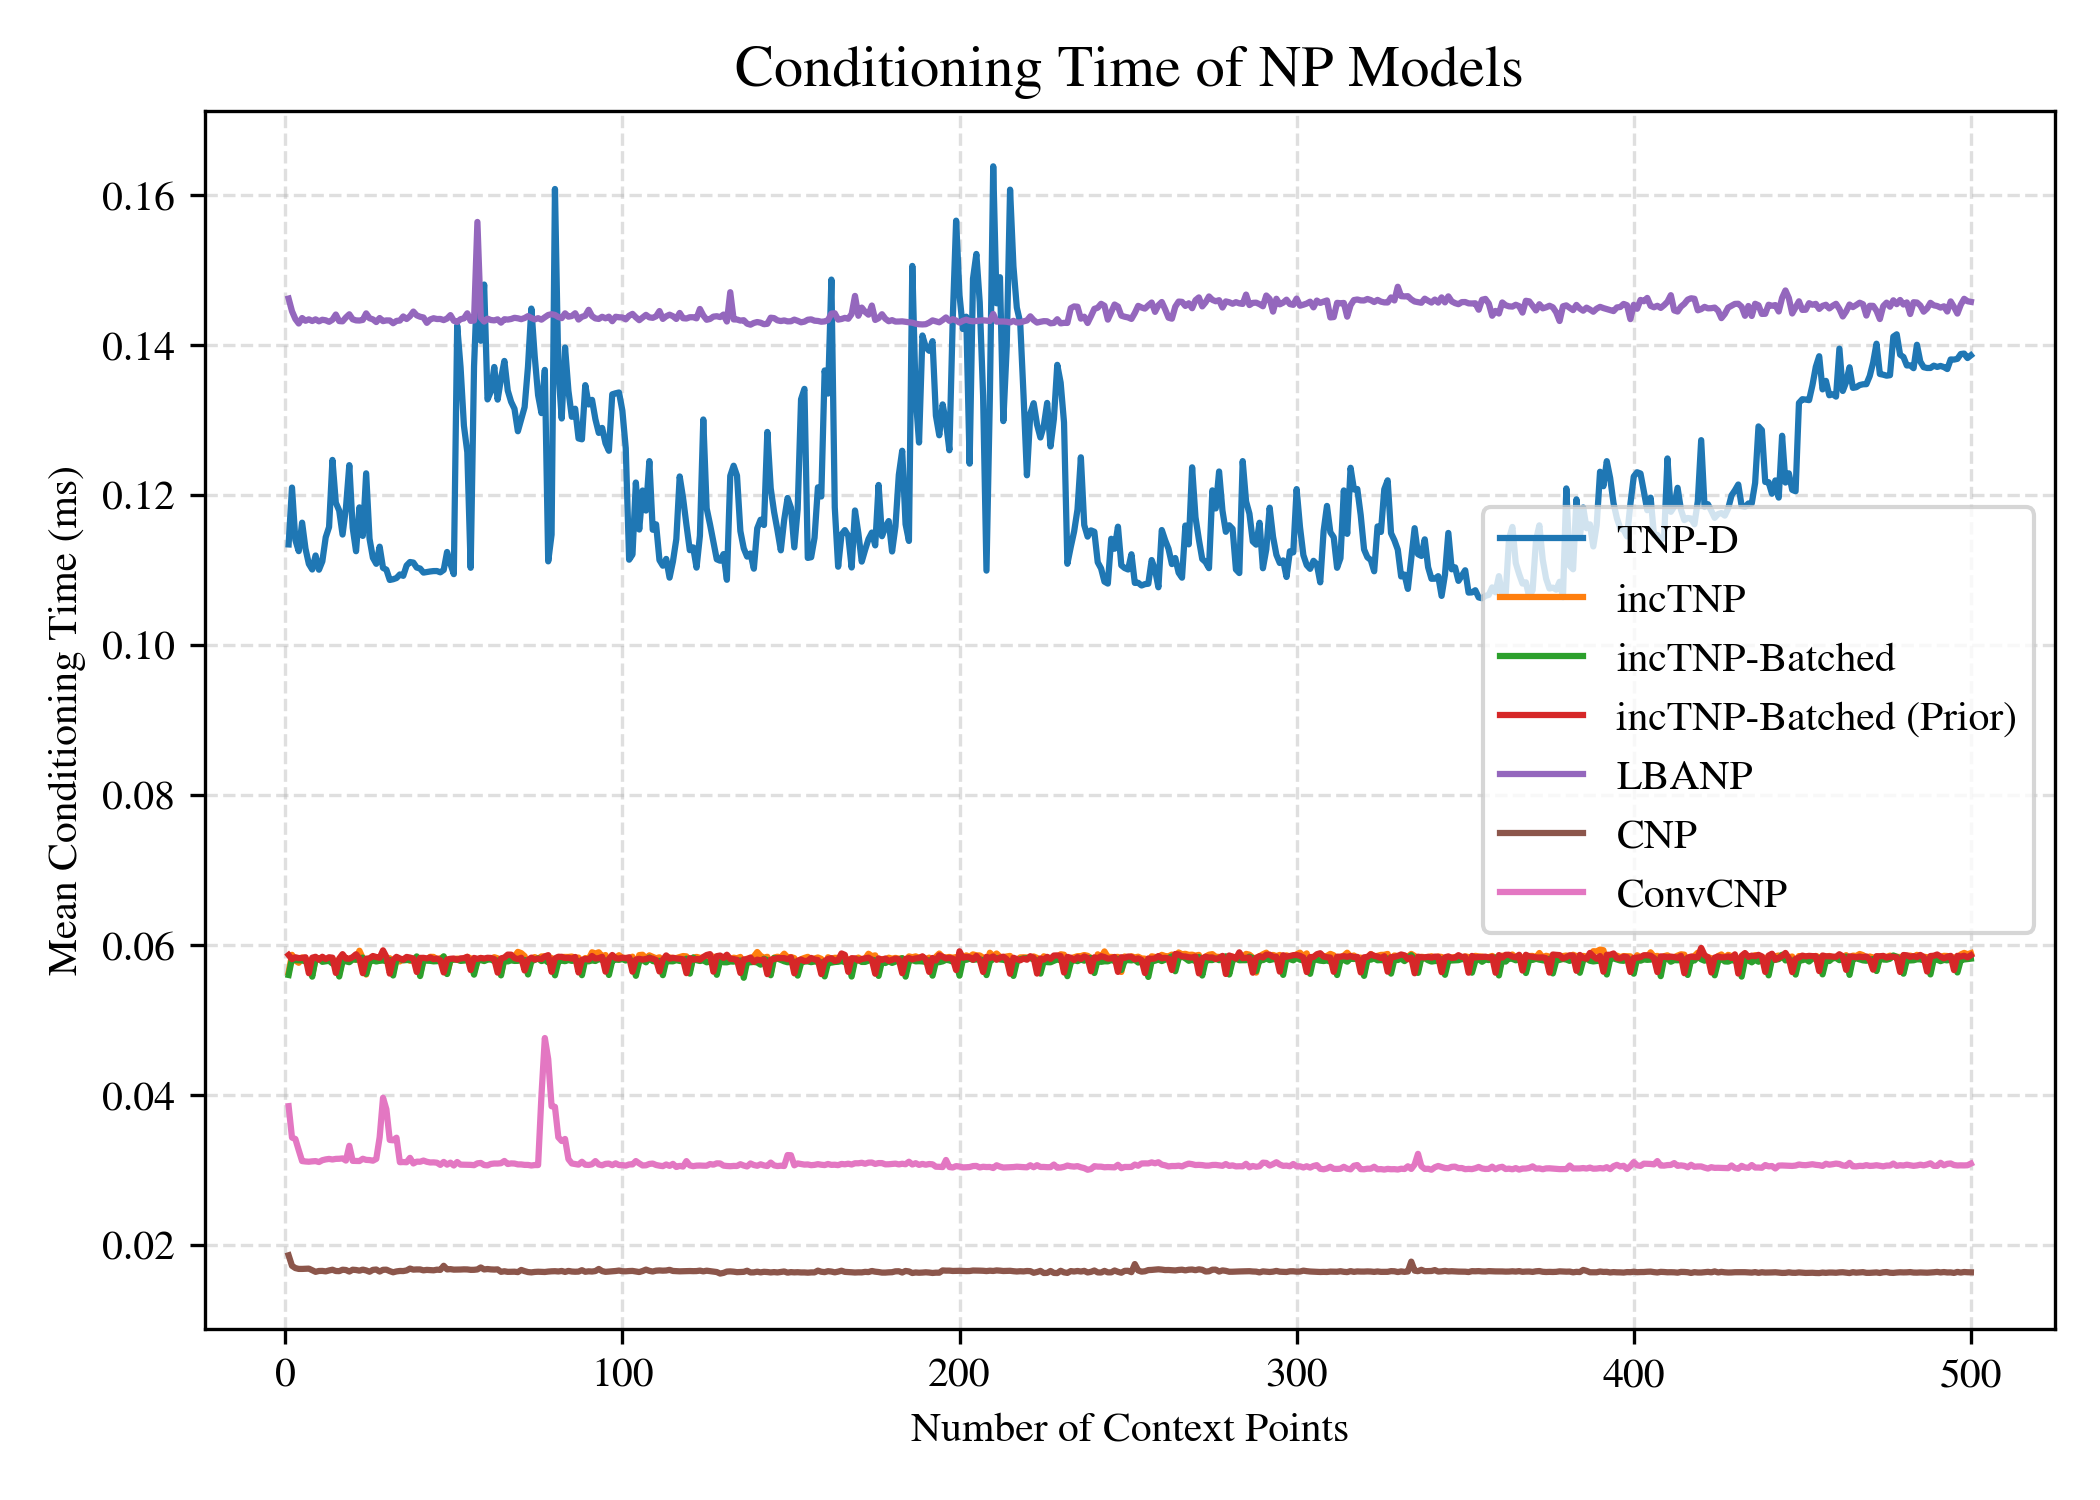 Conditioning Time of NP Models
Mean Conditioning Time (ms)
0.16
0.14
0.12
0.10
0.08
0.06
0.04
0.02
TNP-D
incTNP
incTNP-Batched
incTNP-Batched (Prior)
LBANP
CNP
ConvCNP
0 100 200 300 400 500
Number of Context Points